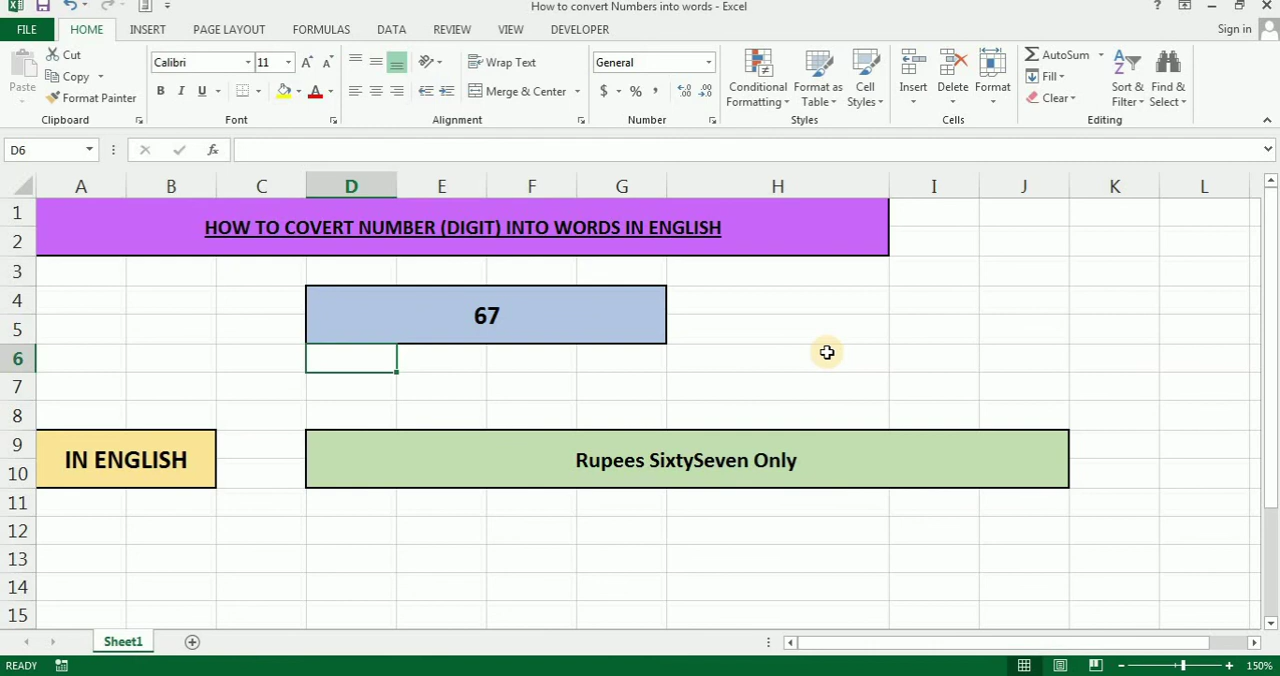 How to convert Numbers into words - Excel
?
FILE HOME INSERT PAGE LAYOUT FORMULAS DATA REVIEW VIEW DEVELOPER Sign in
Paste Cut Copy Format Painter
Calibri 11 A A
B I U A
Wrap Text
Merge & Center
General
$ % ,
Conditional Formatting Format as Table Cell Styles
Insert Delete Format
AutoSum Fill Clear
Sort & Filter Find & Select
Clipboard Font Alignment Number Styles Cells Editing
D6 fx
A B C D E F G H I J K L
1 HOW TO COVERT NUMBER (DIGIT) INTO WORDS IN ENGLISH
2
3
4 67
5
6
7
8
9 IN ENGLISH Rupees SixtySeven Only
10
11
12
13
14
15
Sheet1
READY 150%